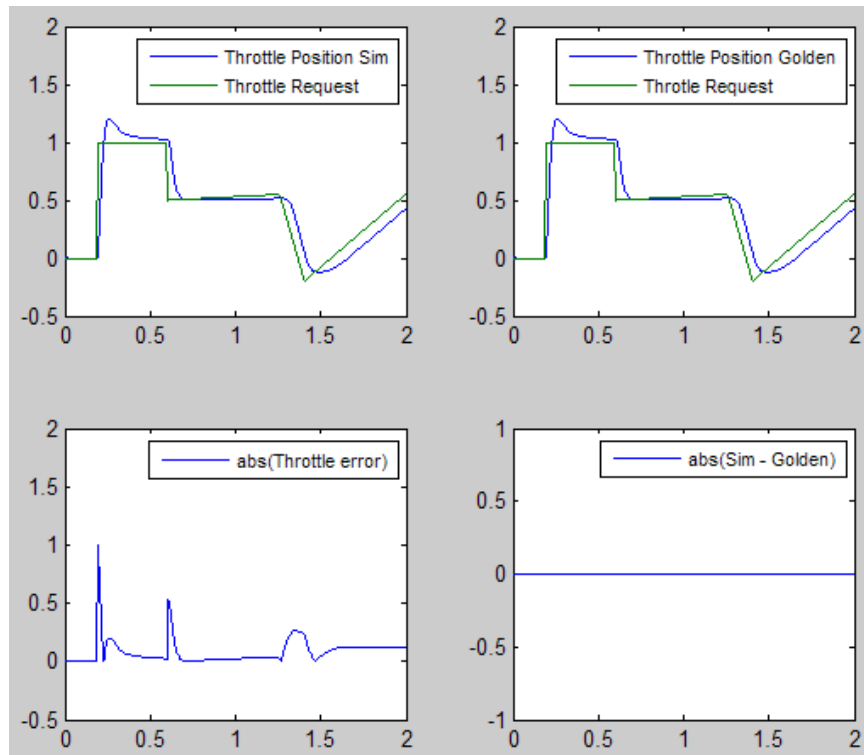 2
1.5
1
0.5
0
-0.5
Throttle Position Sim
Throttle Request
0 0.5 1 1.5 2
2
1.5
1
0.5
0
-0.5
Throttle Position Golden
Throtle Request
0 0.5 1 1.5 2
2
1.5
1
0.5
0
-0.5
abs(Throttle error)
0 0.5 1 1.5 2
1
0.5
0
-0.5
-1
abs(Sim - Golden)
0 0.5 1 1.5 2